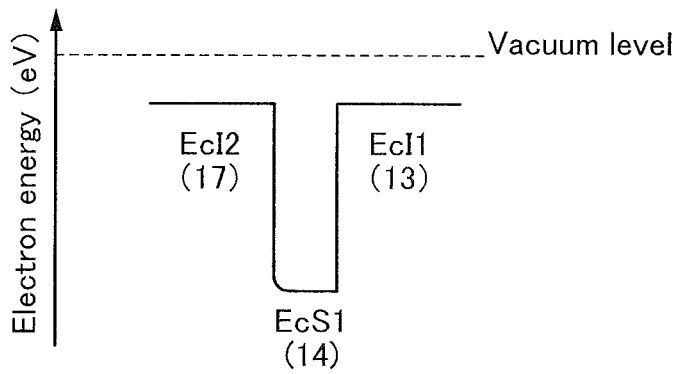 Electron energy (eV)
Vacuum level
EcI2
(17)
EcI1
(13)
EcS1
(14)